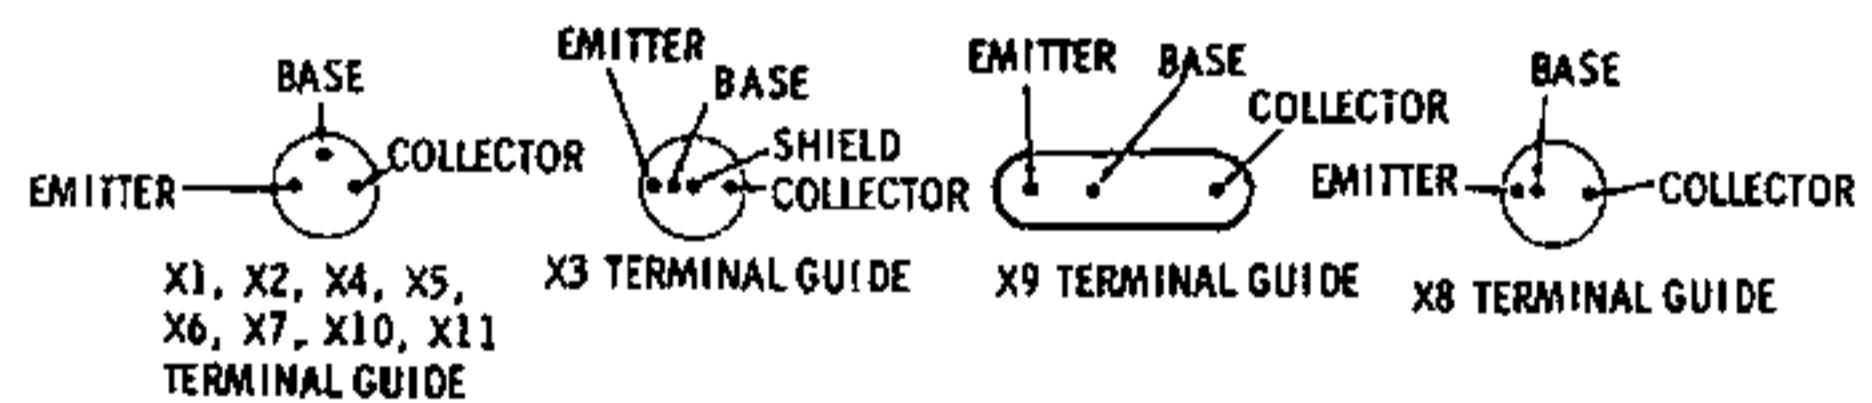 BASE
EMITTER
COLLECTOR
X1, X2, X4, X5,
X6, X7, X10, X11
TERMINAL GUIDE
EMITTER
BASE
SHIELD
COLLECTOR
X3 TERMINAL GUIDE
EMITTER
BASE
COLLECTOR
X9 TERMINAL GUIDE
BASE
EMITTER
COLLECTOR
X8 TERMINAL GUIDE